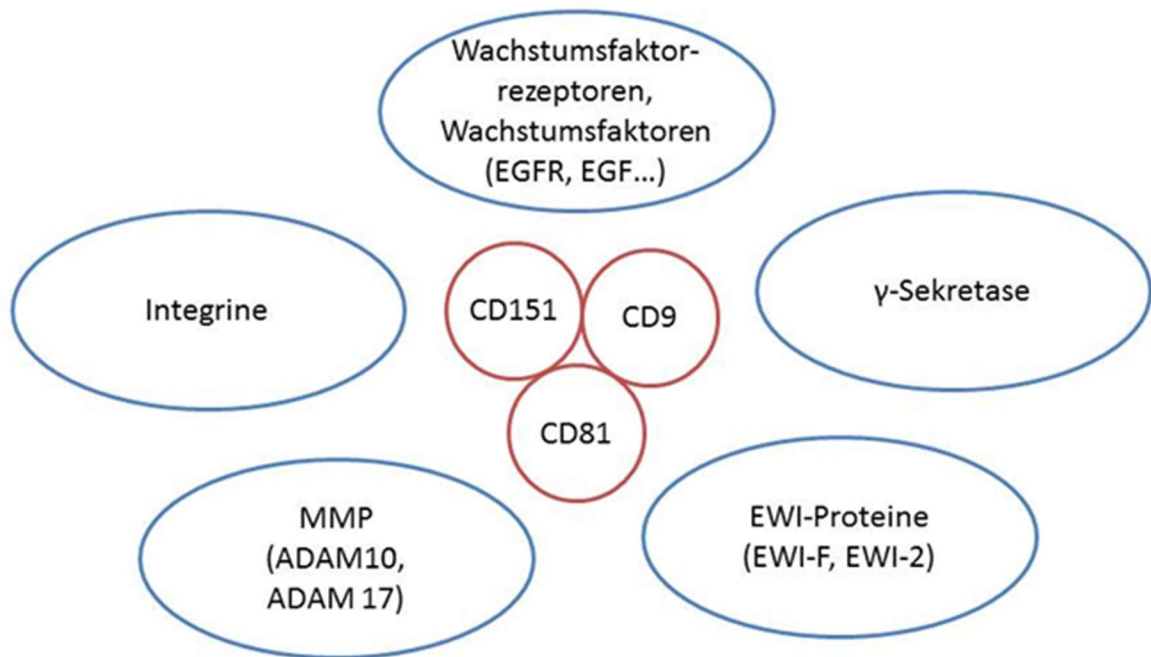 Wachstumsfaktor-
rezeptoren,
Wachstumsfaktoren
(EGFR, EGF...)
Integrine
CD151
CD9
γ-Sekretase
CD81
MMP
(ADAM10,
ADAM 17)
EWI-Proteine
(EWI-F, EWI-2)